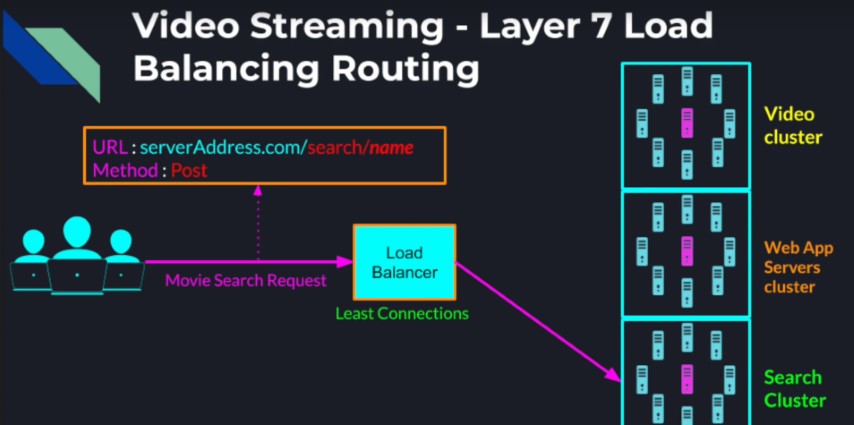 Video Streaming - Layer 7 Load
Balancing Routing
URL : serverAddress.com/search/name
Method : Post
Movie Search Request
Load
Balancer
Least Connections
Video
cluster
Web App
Servers
cluster
Search
Cluster